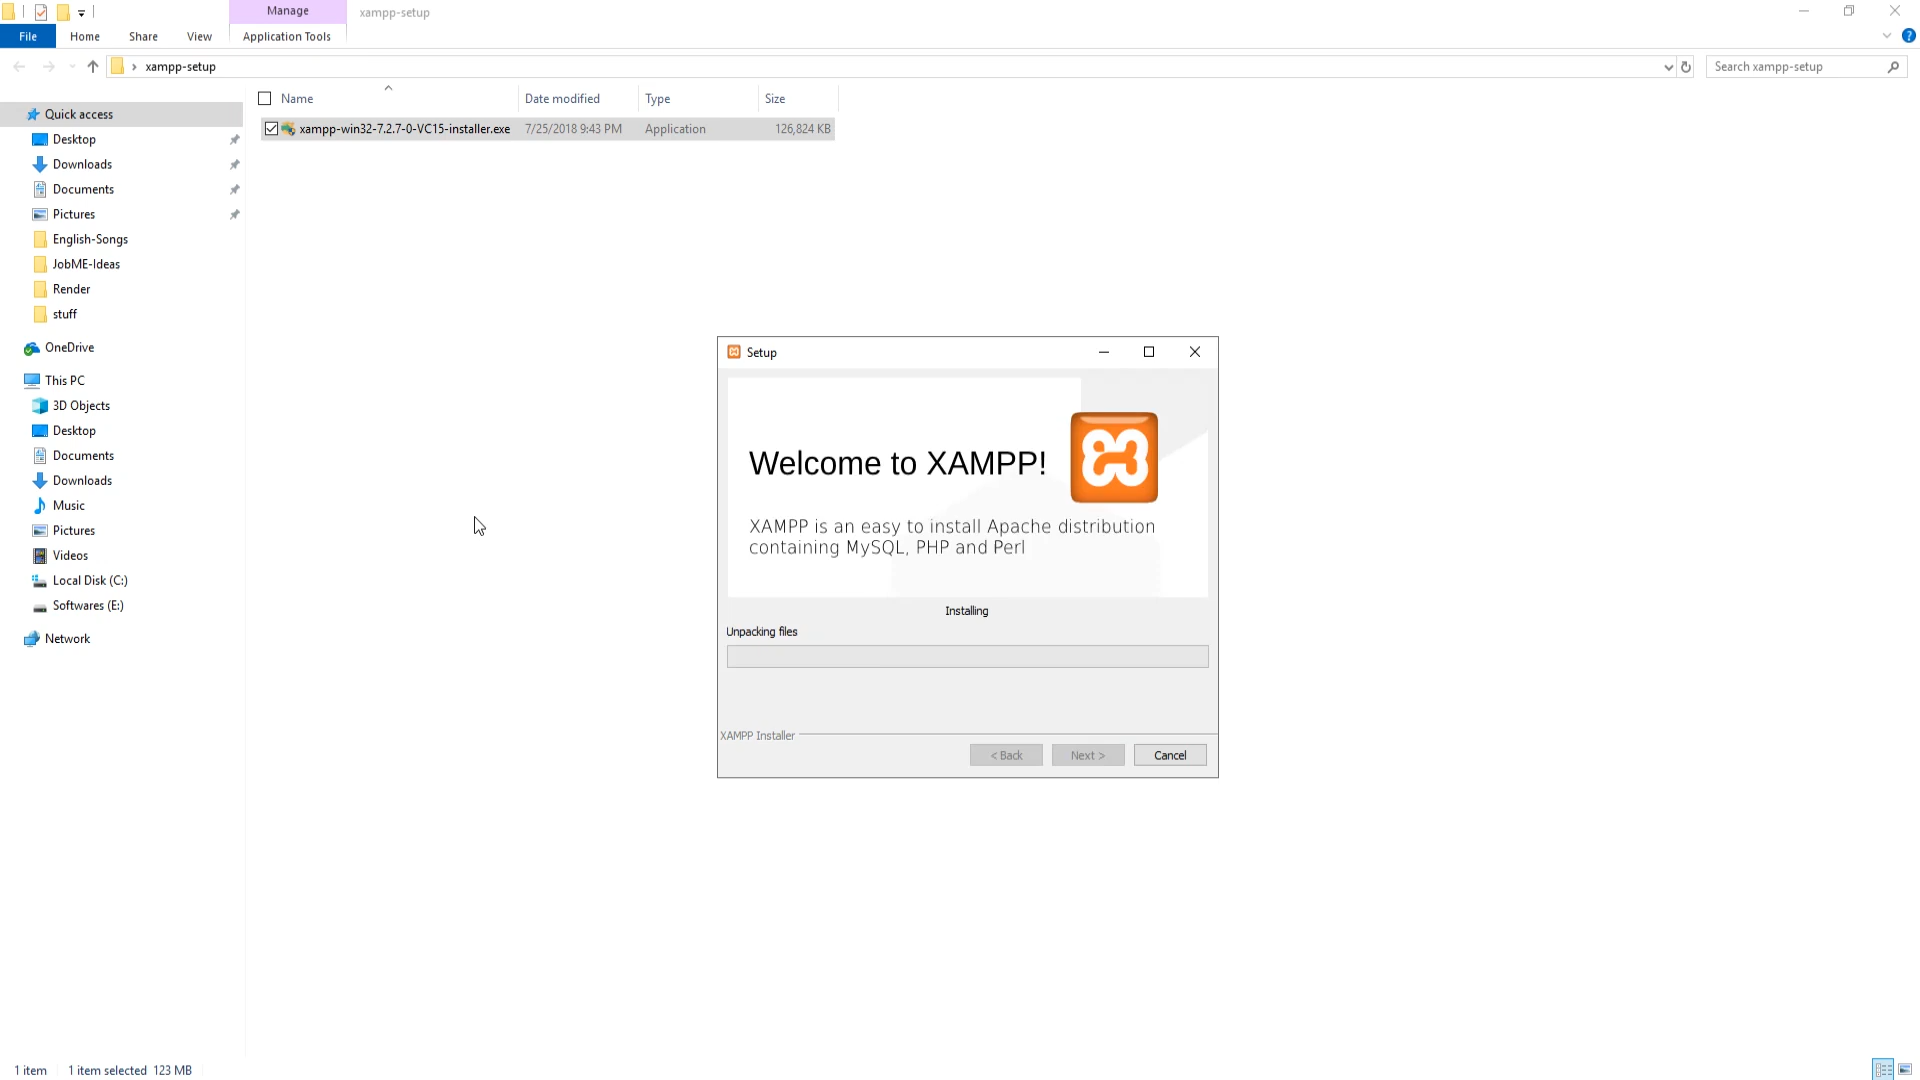 Manage
xampp-setup
File
Home
Share
View
Application Tools
xampp-setup
Search xampp-setup
Name
Date modified
Type
Size
xampp-win32-7.2.7-0-VC15-installer.exe
7/25/2018 9:43 PM
Application
126,824 KB
Quick access
Desktop
Downloads
Documents
Pictures
English-Songs
JobME-Ideas
Render
stuff
OneDrive
This PC
3D Objects
Desktop
Documents
Downloads
Music
Pictures
Videos
Local Disk (C:)
Softwares (E:)
Network
Setup
Welcome to XAMPP!
XAMPP is an easy to install Apache distribution
containing MySQL, PHP and Perl
Installing
Unpacking files
XAMPP Installer
< Back
Next >
Cancel
1 item
1 item selected 123 MB